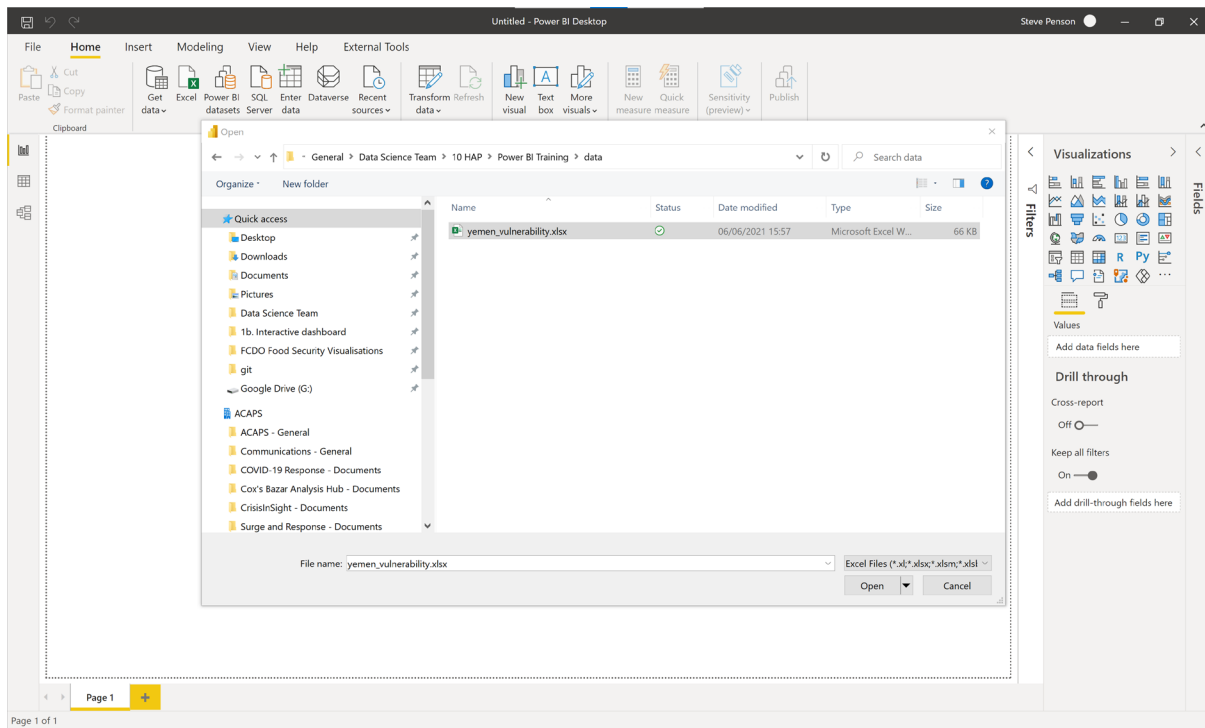 Untitled - Power BI Desktop
Steve Penson
File Home Insert Modeling View Help External Tools
Paste
Cut
Copy
Format painter
Clipboard
Get data
Excel
Power BI datasets
SQL Server
Enter data
Dataverse
Recent sources
Transform data
Refresh
New visual
Text box
More visuals
New measure
Quick measure
Sensitivity (preview)
Publish
Open
General > Data Science Team > 10 HAP > Power BI Training > data
Search data
Organize
New folder
Name Status Date modified Type Size
yemen_vulnerability.xlsx 06/06/2021 15:57 Microsoft Excel W... 66 KB
Quick access
Desktop
Downloads
Documents
Pictures
Data Science Team
1b. Interactive dashboard
FCDO Food Security Visualisations
git
Google Drive (G:)
ACAPS
ACAPS - General
Communications - General
COVID-19 Response - Documents
Cox's Bazar Analysis Hub - Documents
CrisisInSight - Documents
Surge and Response - Documents
File name: yemen_vulnerability.xlsx
Excel Files (*.xl;*.xlsx;*.xlsm;*.xlsl
Open
Cancel
Filters
Visualizations
R
Py
Values
Add data fields here
Drill through
Cross-report
Off
Keep all filters
On
Add drill-through fields here
Fields
Page 1
Page 1 of 1